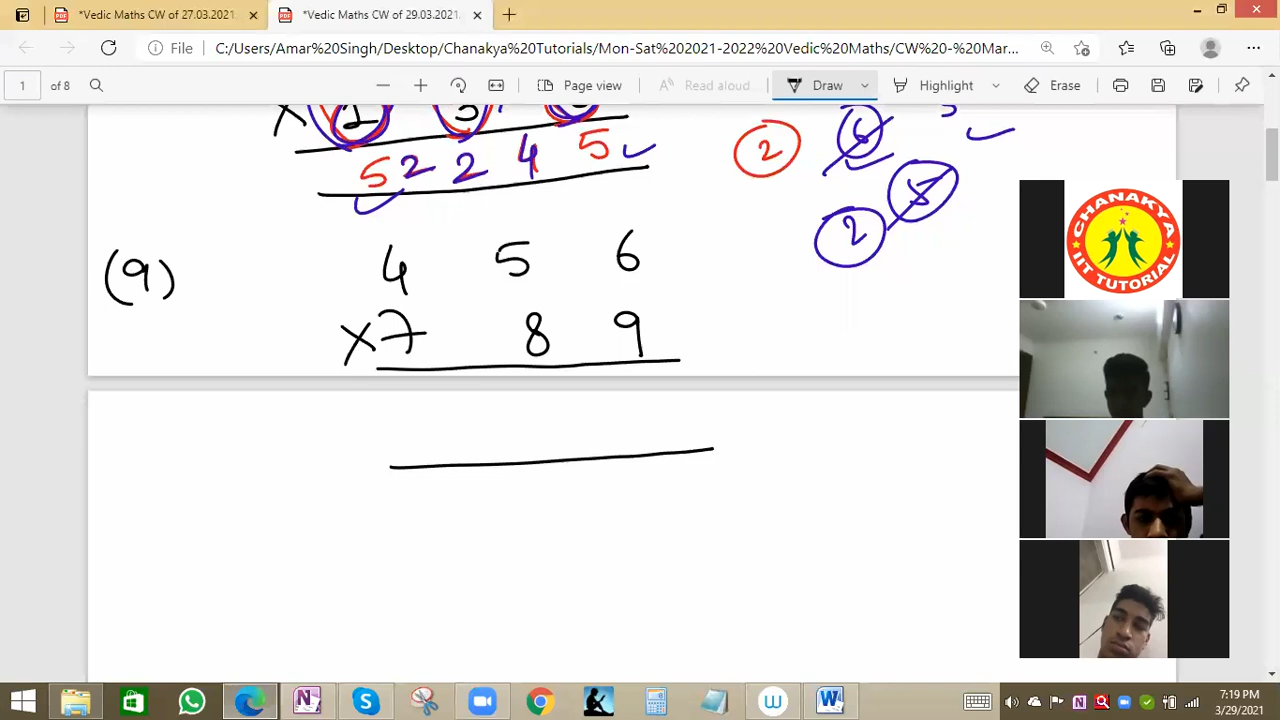 *Vedic Maths CW of 27.03.2021
*Vedic Maths CW of 29.03.2021.
File
C:/Users/Amar%20Singh/Desktop/Chanakya%20Tutorials/Mon-Sat%202021-2022%20Vedic%20Maths/CW%20-%20Mar...
1 of 8
Page view
Read aloud
Draw
Highlight
Erase
5 2 2 4 5
2
6
5
2
(9) 4 5 6
x 7 8 9
CHANAKYA
IIT TUTORIAL
7:19 PM
3/29/2021